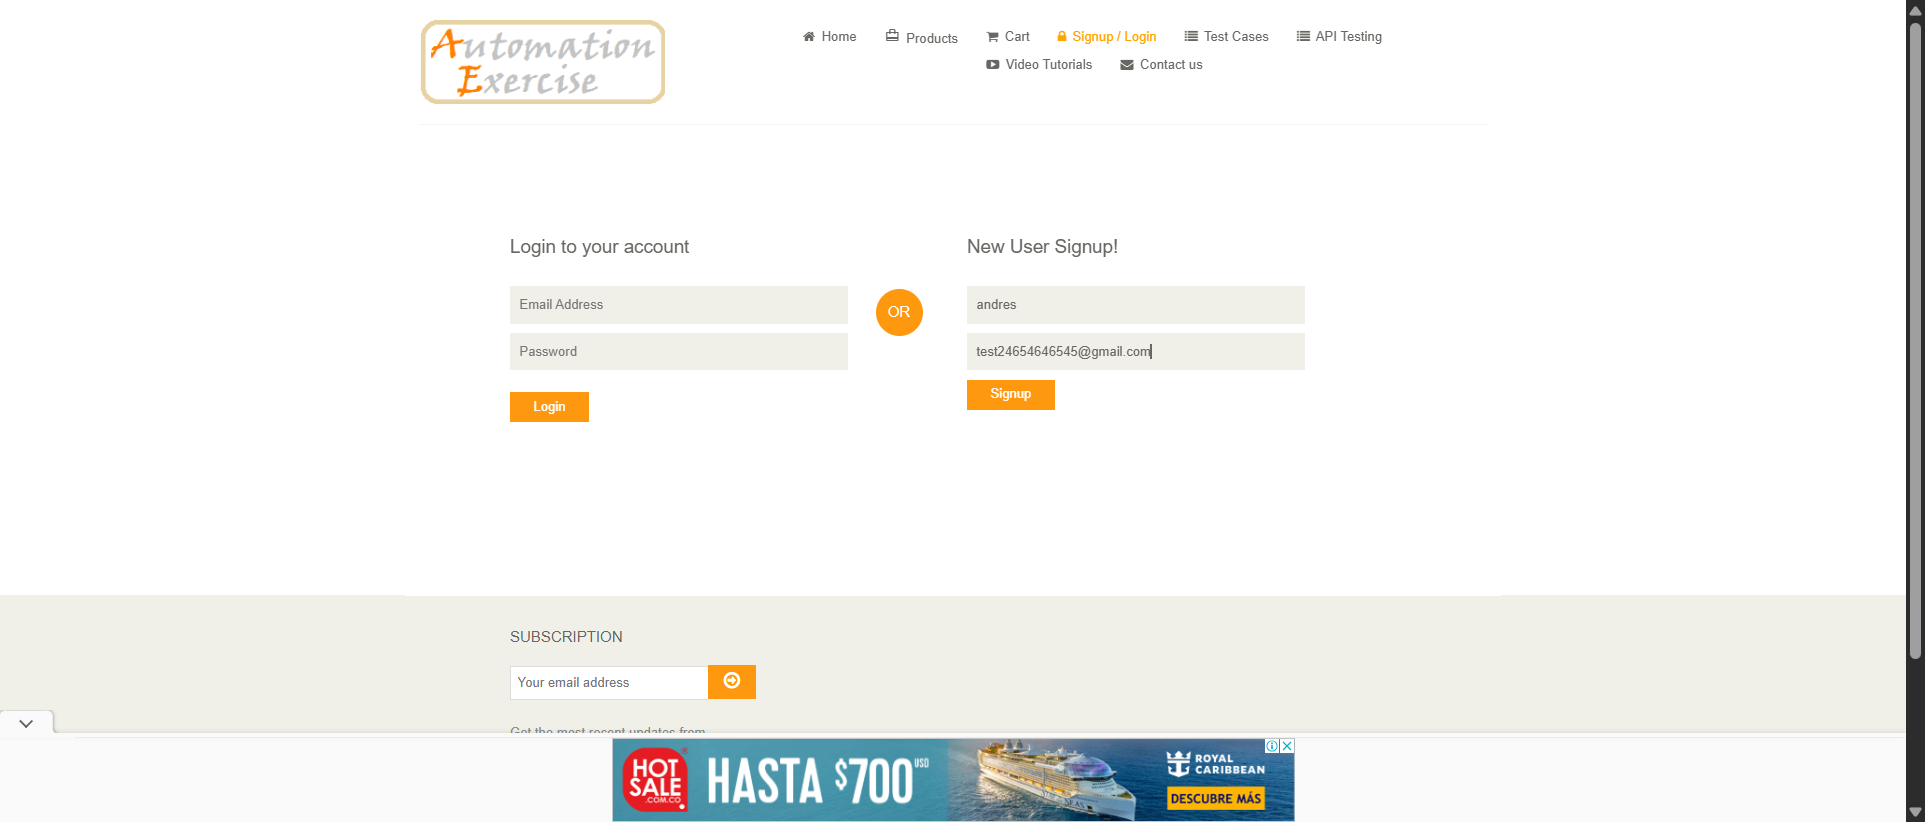 Automation
Exercise
Home
Products
Cart
Signup / Login
Test Cases
API Testing
Video Tutorials
Contact us
Login to your account
Email Address
Password
Login
OR
New User Signup!
andres
test24654646545@gmail.com
Signup
SUBSCRIPTION
Your email address
Get the most recent updates from
HOT
SALE
.COM.CO
HASTA $700 USD
ROYAL
CARIBBEAN
DESCUBRE MÁS